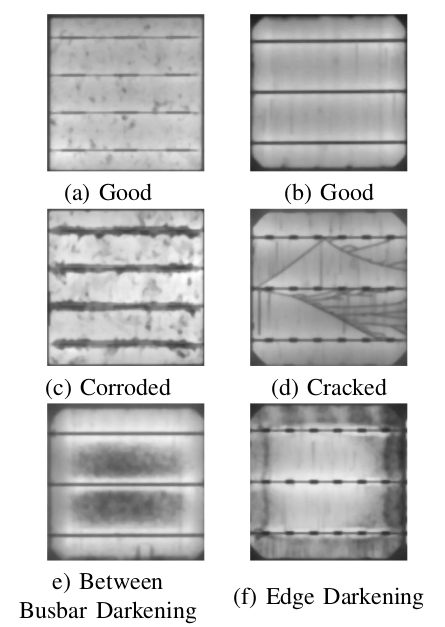 (a) Good
(b) Good
(c) Corroded
(d) Cracked
e) Between
Busbar Darkening
(f) Edge Darkening